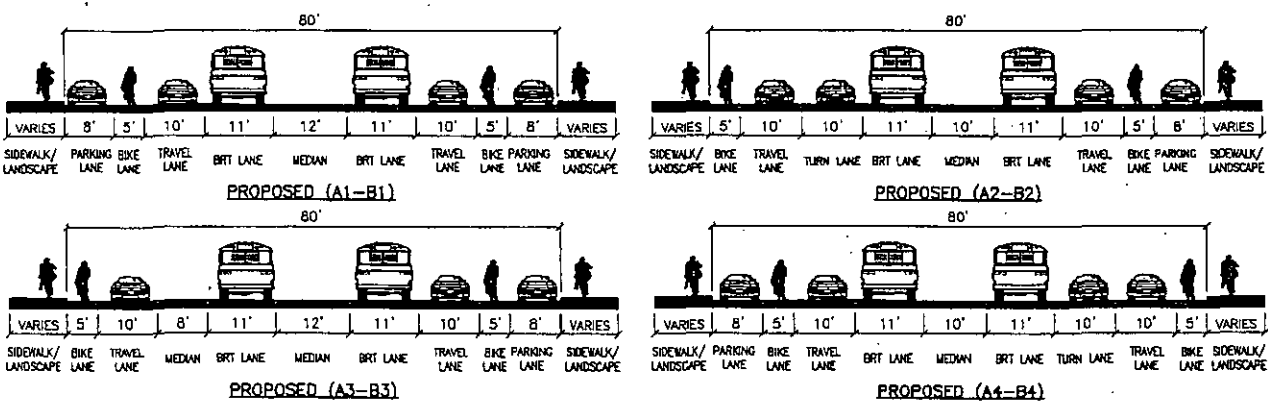 80'
VARIES 8' 5' 10' 11' 12' 11' 10' 5' 8' VARIES
SIDEWALK/ PARKING BIKE TRAVEL BRT LANE MEDIAN BRT LANE TRAVEL BIKE PARKING SIDEWALK/
LANDSCAPE LANE LANE LANE LANE LANE LANE LANDSCAPE
PROPOSED (A1-B1)
80'
VARIES 5' 10' 10' 11' 10' 11' 10' 5' 8' VARIES
SIDEWALK/ BIKE TRAVEL TURN LANE BRT LANE MEDIAN BRT LANE TRAVEL BIKE PARKING SIDEWALK/
LANDSCAPE LANE LANE LANE LANE LANE LANDSCAPE
PROPOSED (A2-B2)
80'
VARIES 5' 10' 8' 11' 12' 11' 10' 5' 8' VARIES
SIDEWALK/ BIKE TRAVEL MEDIAN BRT LANE MEDIAN BRT LANE TRAVEL BIKE PARKING SIDEWALK/
LANDSCAPE LANE LANE LANE LANE LANE LANDSCAPE
PROPOSED (A3-B3)
80'
VARIES 8' 5' 10' 11' 10' 11' 10' 10' 5' VARIES
SIDEWALK/ PARKING BIKE TRAVEL BRT LANE MEDIAN BRT LANE TURN LANE TRAVEL BIKE SIDEWALK/
LANDSCAPE LANE LANE LANE LANE LANE LANDSCAPE
PROPOSED (A4-B4)